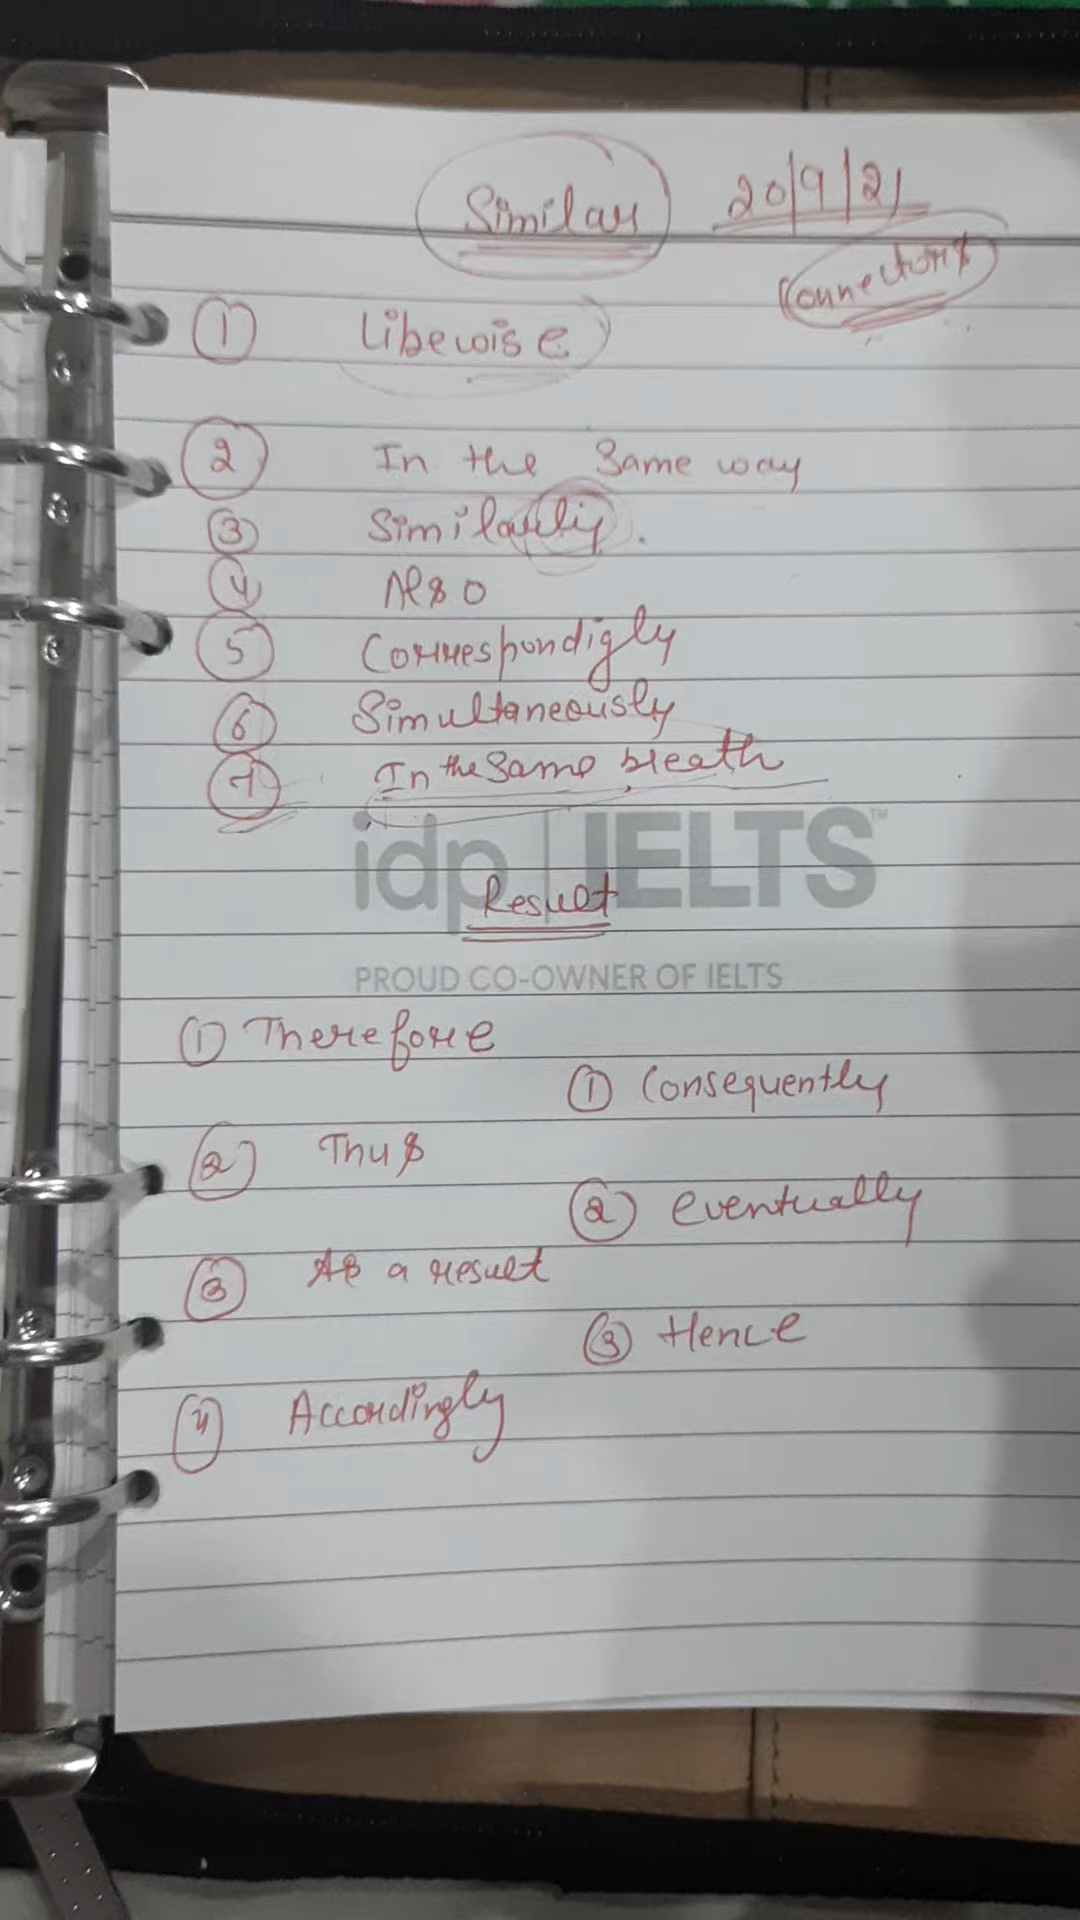 Similar 20/9/21
Connectors
① Likewise
② In the same way
③ Similarly.
④ Also
⑤ Correspondigly
⑥ Simultaneously
⑦ In the same breath
idp IELTS™
Result
PROUD CO-OWNER OF IELTS
① Therefore
① Consequently
② Thus
② eventually
③ As a result
③ Hence
④ Accordingly